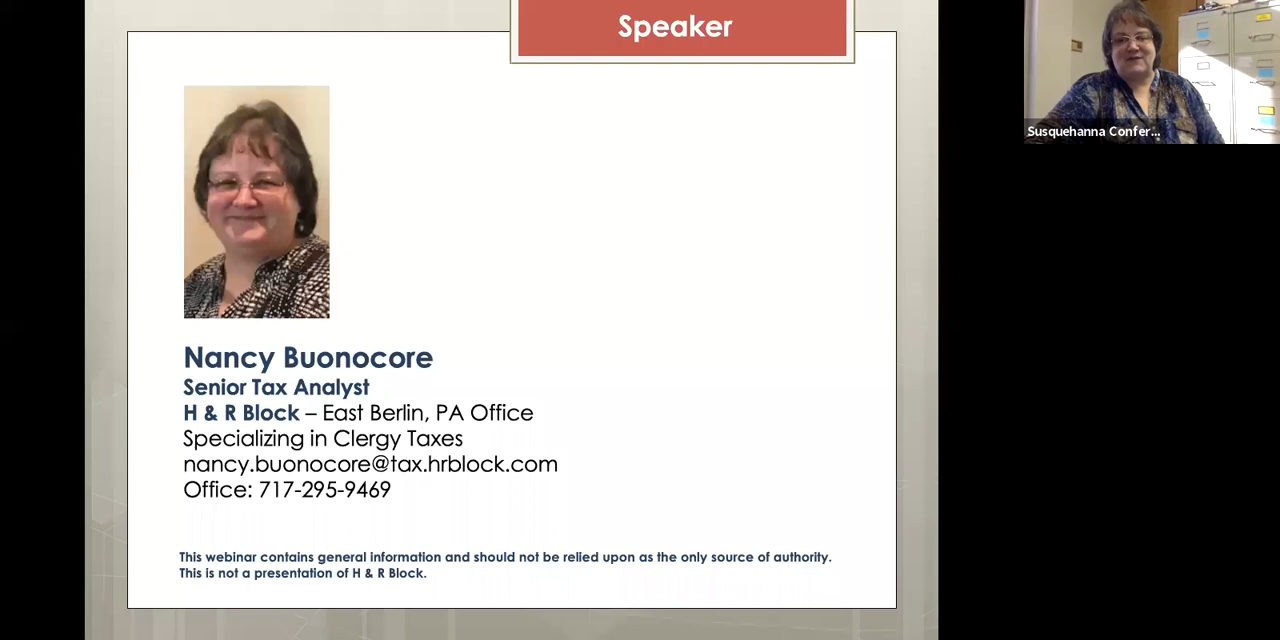 Speaker
Susquehanna Confer...
Nancy Buonocore
Senior Tax Analyst
H & R Block – East Berlin, PA Office
Specializing in Clergy Taxes
nancy.buonocore@tax.hrblock.com
Office: 717-295-9469
This webinar contains general information and should not be relied upon as the only source of authority.
This is not a presentation of H & R Block.